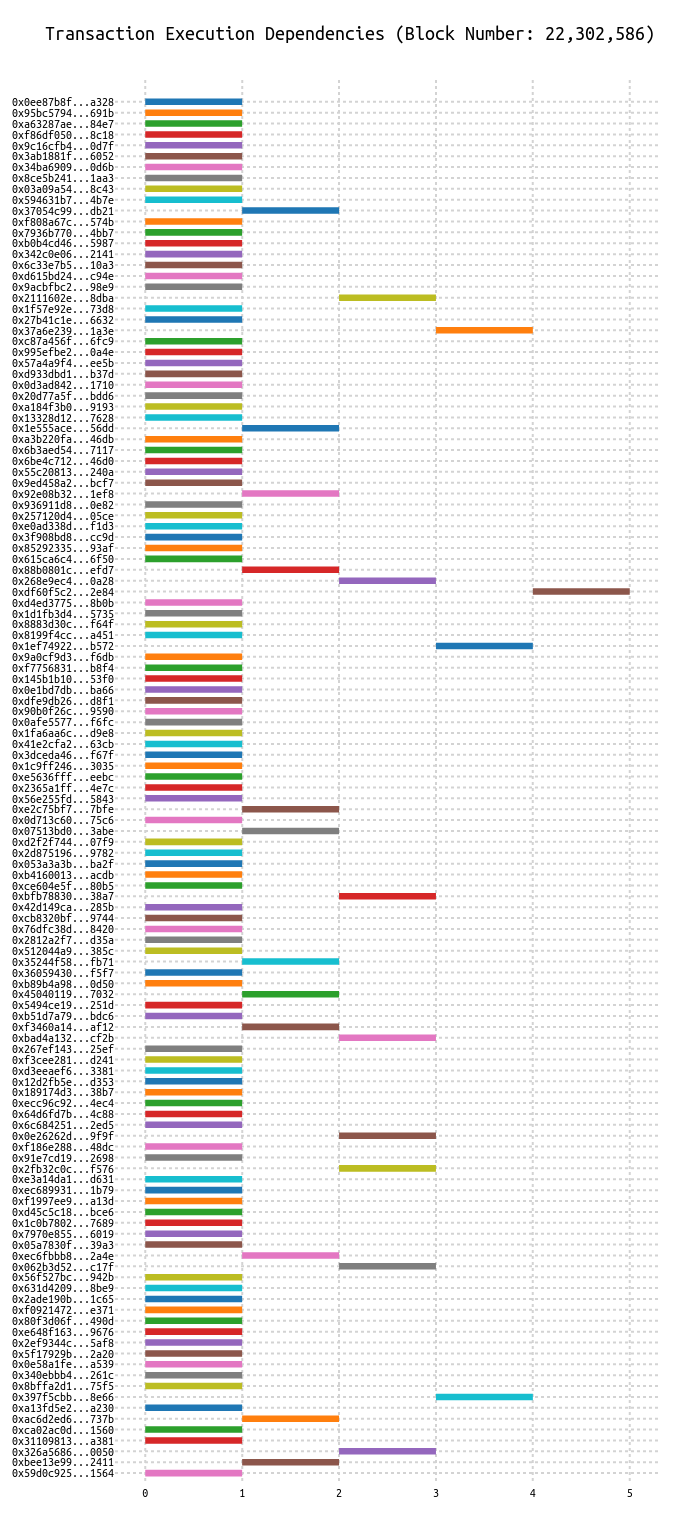 Transaction Execution Dependencies (Block Number: 22,302,586)
0x0ee87b8f...a328
0x95bc5794...691b
0xa63287ae...84e7
0xf86df050...8c18
0x9c16cfb4...0d7f
0x3ab1881f...6052
0x34ba6909...0d6b
0x8ce5b241...1aa3
0x03a09a54...8c43
0x594631b7...4b7e
0x37054c99...db21
0xf808a67c...574b
0x7936b770...4bb7
0xb0b4cd46...5987
0x342c0e06...2141
0x6c33e7b5...10a3
0xd615bd24...c94e
0x9acbfbc2...98e9
0x2111602e...8dba
0x1f57e92e...73d8
0x27b41c1e...6632
0x37a6e239...1a3e
0xc87a456f...6fc9
0x995efbe2...0a4e
0x57a4a9f4...ee5b
0xd933dbd1...b37d
0x0d3ad842...1710
0x20d77a5f...bdd6
0xa184f3b0...9193
0x13328d12...7628
0x1e555ace...56dd
0xa3b220fa...46db
0x6b3aed54...7117
0x6be4c712...46d0
0x55c20813...240a
0x9ed458a2...bcf7
0x92e08b32...1ef8
0x936911d8...0e82
0x257120d4...05ce
0xe0ad338d...f1d3
0x3f908bd8...cc9d
0x85292335...93af
0x615ca6c4...6f50
0x88b0801c...efd7
0x268e9ec4...0a28
0xdf60f5c2...2e84
0xd4ed3775...8b0b
0x1d1fb3d4...5735
0x8883d30c...f64f
0x8199f4cc...a451
0x1ef74922...b572
0x9a0cf9d3...f6db
0xf7756831...b8f4
0x145b1b10...53f0
0x0e1bd7db...ba66
0xdfe9db26...d8f1
0x90b0f26c...9590
0x0afe5577...f6fc
0x1fa6aa6c...d9e8
0x41e2cfa2...63cb
0x3dceda46...f67f
0x1c9ff246...3035
0xe5636fff...eebc
0x2365a1ff...4e7c
0x56e255fd...5843
0xe2c75bf7...7bfe
0x0d713c60...75c6
0x07513bd0...3abe
0xd2f2f744...07f9
0x2d875196...9782
0x053a3a3b...ba2f
0xb4160013...acdb
0xce604e5f...80b5
0xbfb78830...38a7
0x42d149ca...285b
0xcb8320bf...9744
0x76dfc38d...8420
0x2812a2f7...d35a
0x512044a9...385c
0x35244f58...fb71
0x36059430...f5f7
0xb89b4a98...0d50
0x45040119...7032
0x5494ce19...251d
0xb51d7a79...bdc6
0xf3460a14...af12
0xbad4a132...cf2b
0x267ef143...25ef
0xf3cee281...d241
0xd3eeaef6...3381
0x12d2fb5e...d353
0x189174d3...38b7
0xecc96c92...4ec4
0x64d6fd7b...4c88
0x6c684251...2ed5
0x0e26262d...9f9f
0xf186e288...48dc
0x91e7cd19...2698
0x2fb32c0c...f576
0xe3a14da1...d631
0xec689931...1b79
0xf1997ee9...a13d
0xd45c5c18...bce6
0x1c0b7802...7689
0x7970e855...6019
0x05a7830f...39a3
0xec6fbbb8...2a4e
0x062b3d52...c17f
0x56f527bc...942b
0x631d4209...8be9
0x2ade190b...1c65
0xf0921472...e371
0x80f3d06f...490d
0xe648f163...9676
0x2ef9344c...5af8
0x5f17929b...2a20
0x0e58a1fe...a539
0x340ebbb4...261c
0x8bffa2d1...75f5
0x397f5cbb...8e66
0xa13fd5e2...a230
0xac6d2ed6...737b
0xca02ac0d...1560
0x31109813...a381
0x326a5686...0050
0xbee13e99...2411
0x59d0c925...1564
0 1 2 3 4 5